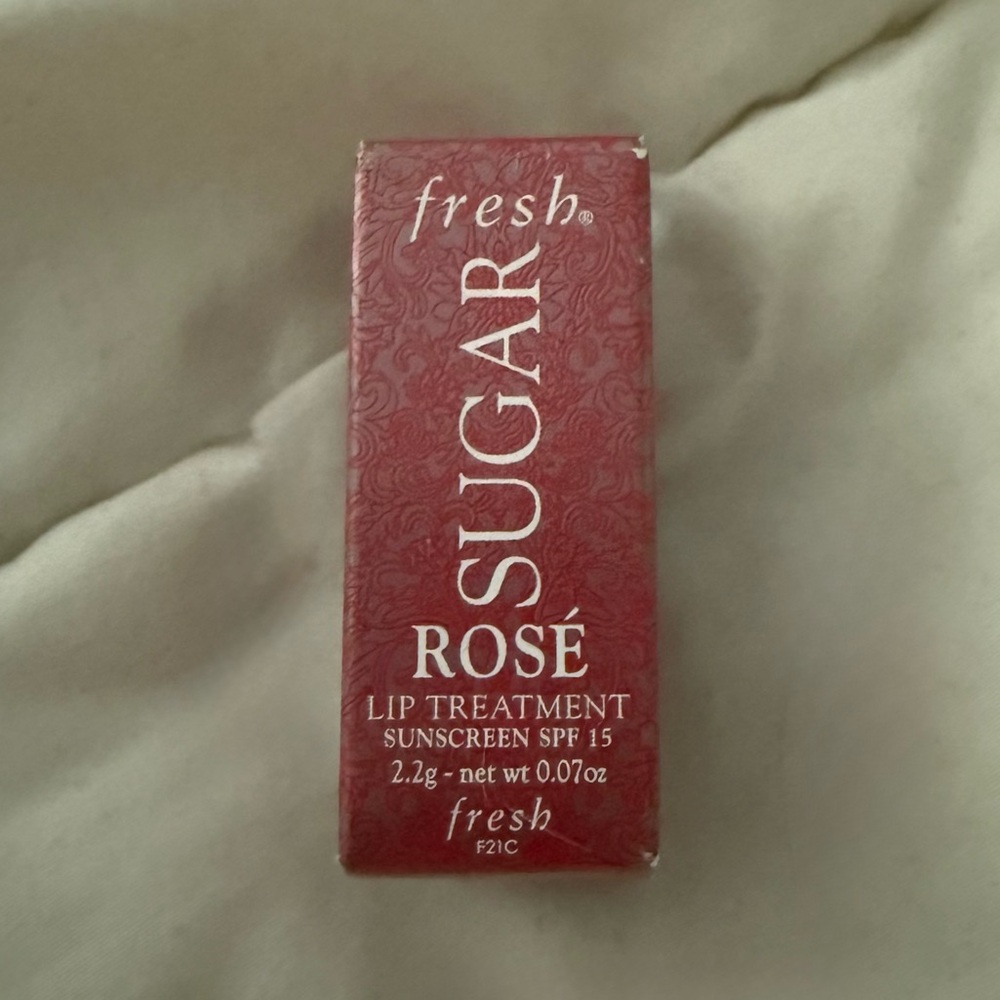 fresh®
SUGAR
ROSÉ
LIP TREATMENT
SUNSCREEN SPF 15
2.2g - net wt 0.07oz
fresh
F21C